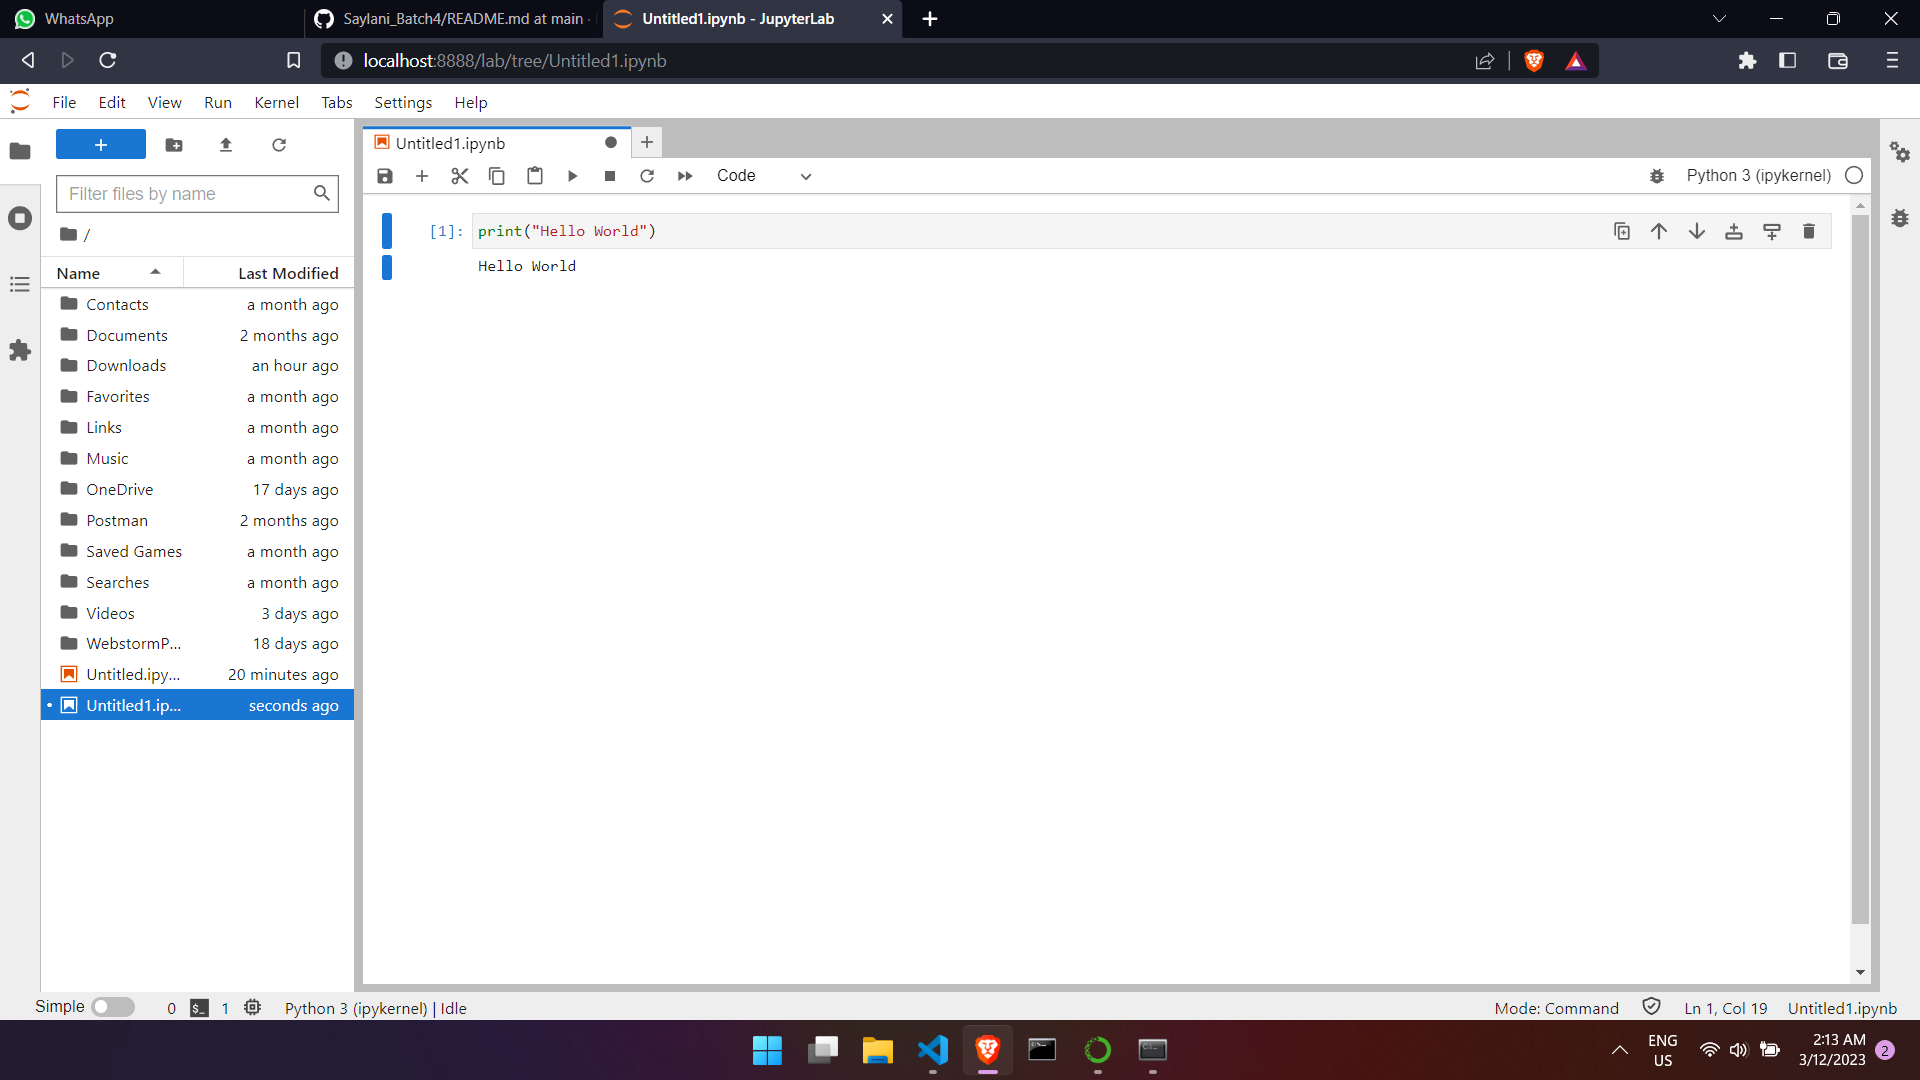 WhatsApp
Saylani_Batch4/README.md at main ·
Untitled1.ipynb - JupyterLab
localhost:8888/lab/tree/Untitled1.ipynb
File Edit View Run Kernel Tabs Settings Help
Untitled1.ipynb
Filter files by name
Code
Python 3 (ipykernel)
/
[1]: print("Hello World")
Hello World
Name Last Modified
Contacts a month ago
Documents 2 months ago
Downloads an hour ago
Favorites a month ago
Links a month ago
Music a month ago
OneDrive 17 days ago
Postman 2 months ago
Saved Games a month ago
Searches a month ago
Videos 3 days ago
WebstormP... 18 days ago
Untitled.ipy... 20 minutes ago
• Untitled1.ip... seconds ago
Simple 0 $_ 1 Python 3 (ipykernel) | Idle
Mode: Command Ln 1, Col 19 Untitled1.ipynb
ENG
US
2:13 AM
3/12/2023
2